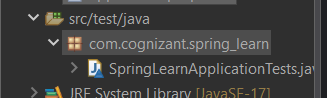 src/test/java
com.cognizant.spring_learn
SpringLearnApplicationTests.jav
JRE System Library [JavaSE-17]